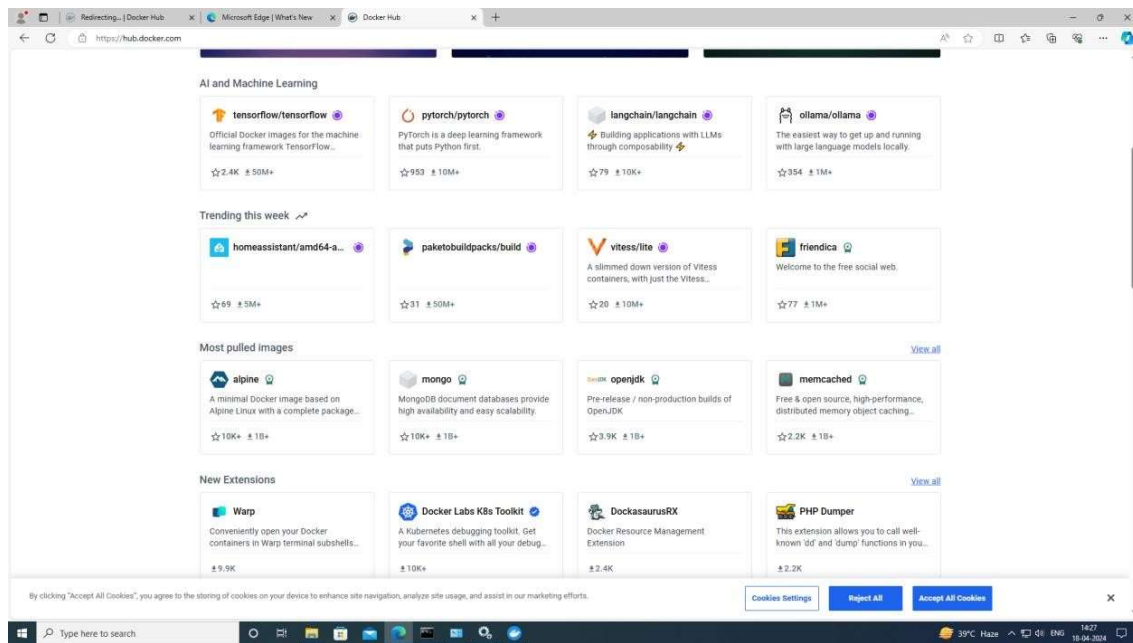 Redirecting... | Docker Hub
Microsoft Edge | What's New
Docker Hub
https://hub.docker.com
AI and Machine Learning
tensorflow/tensorflow
Official Docker images for the machine
learning framework TensorFlow...
2.4K 50M+
pytorch/pytorch
PyTorch is a deep learning framework
that puts Python first.
953 10M+
langchain/langchain
⚡ Building applications with LLMs
through composability ⚡
79 10K+
ollama/ollama
The easiest way to get up and running
with large language models locally.
354 1M+
Trending this week
homeassistant/amd64-a...
69 5M+
paketobuildpacks/build
31 50M+
vitess/lite
A slimmed down version of Vitess
containers, with just the Vitess...
20 10M+
friendica
Welcome to the free social web.
77 1M+
Most pulled images
View all
alpine
A minimal Docker image based on
Alpine Linux with a complete package...
10K+ 1B+
mongo
MongoDB document databases provide
high availability and easy scalability.
10K+ 1B+
openjdk
Pre-release / non-production builds of
OpenJDK
3.9K 1B+
memcached
Free & open source, high-performance,
distributed memory object caching...
2.2K 1B+
New Extensions
View all
Warp
Conveniently open your Docker
containers in Warp terminal subshells...
9.9K
Docker Labs K8s Toolkit
A Kubernetes debugging toolkit. Get
your favorite shell with all your debug...
10K+
DockasaurusRX
Docker Resource Management
Extension
2.4K
PHP Dumper
This extension allows you to call well-
known 'dd' and 'dump' functions in you...
2.2K
By clicking "Accept All Cookies", you agree to the storing of cookies on your device to enhance site navigation, analyze site usage, and assist in our marketing efforts.
Cookies Settings
Reject All
Accept All Cookies
Type here to search
39°C Haze
ENG
14:27
18-04-2024